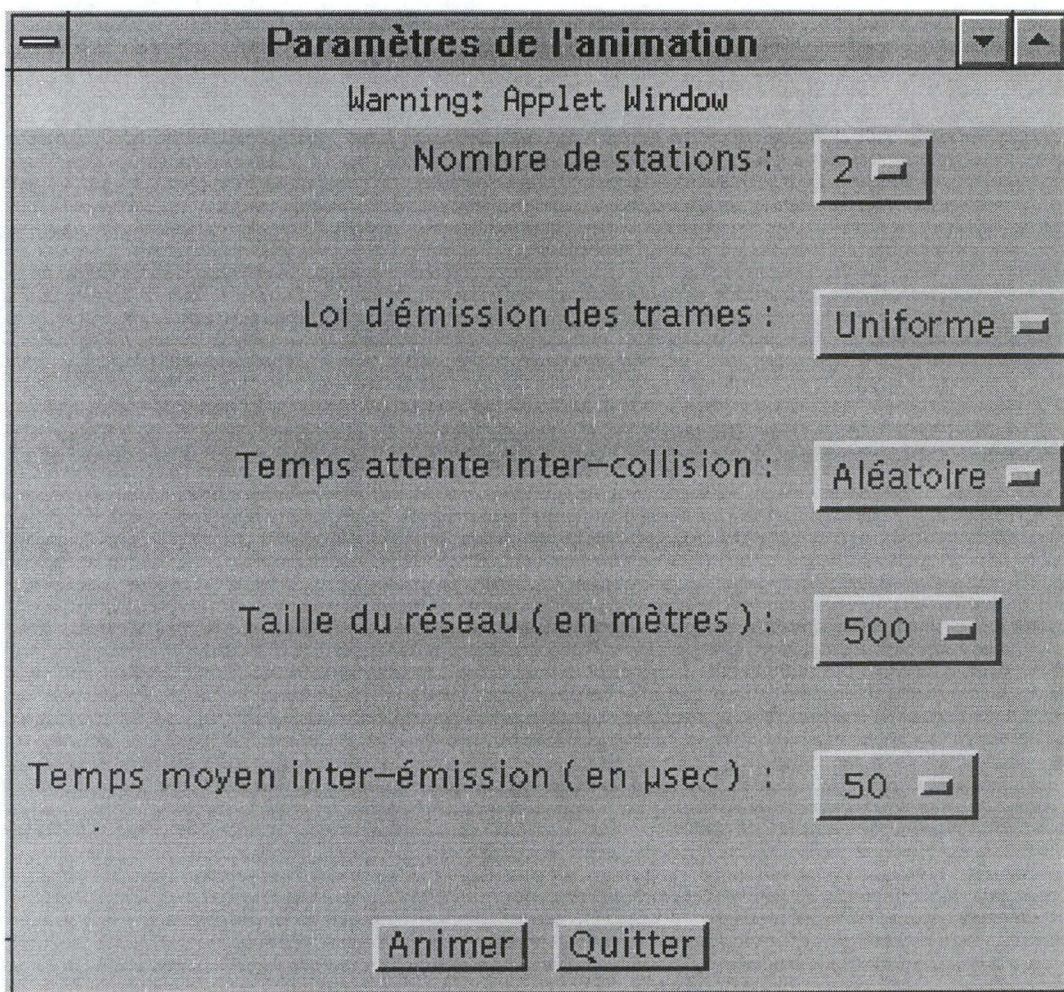 Paramètres de l'animation
Warning: Applet Window
Nombre de stations : 2
Loi d'émission des trames : Uniforme
Temps attente inter-collision : Aléatoire
Taille du réseau ( en mètres ) : 500
Temps moyen inter-émission ( en µsec ) : 50
Animer Quitter